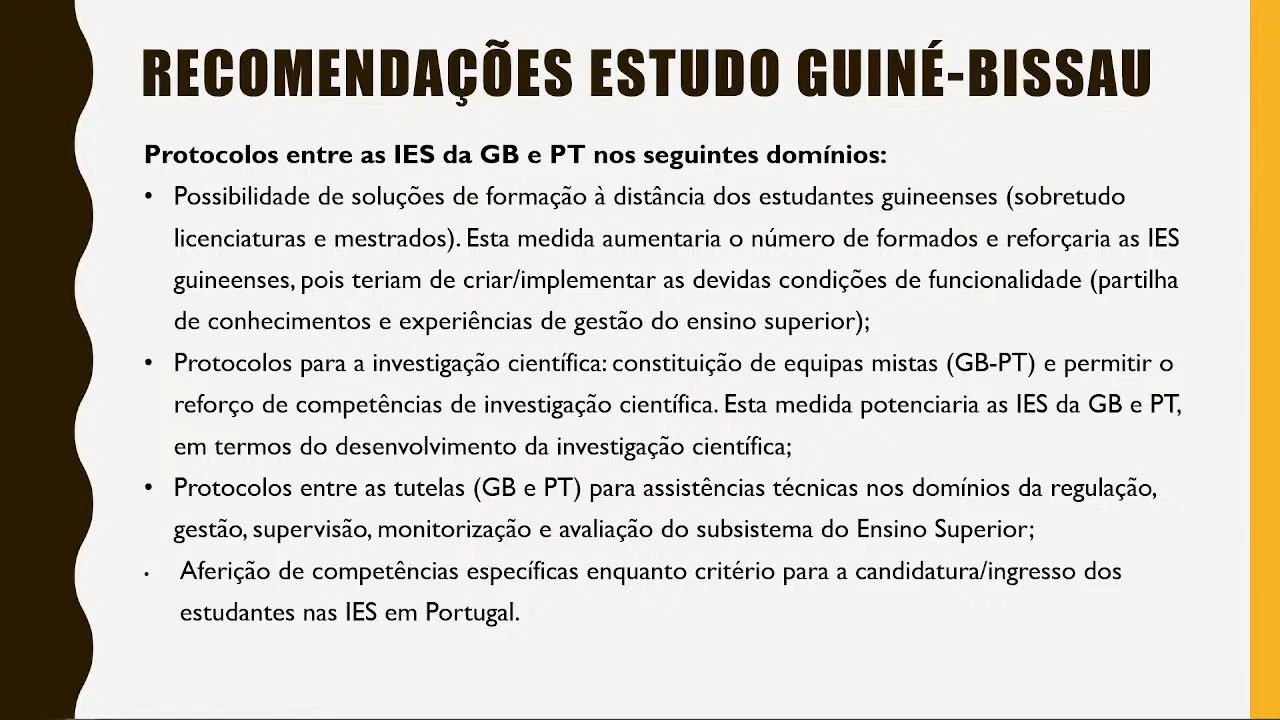 RECOMENDAÇÕES ESTUDO GUINÉ-BISSAU
Protocolos entre as IES da GB e PT nos seguintes domínios:
• Possibilidade de soluções de formação à distância dos estudantes guineenses (sobretudo
licenciaturas e mestrados). Esta medida aumentaria o número de formados e reforçaria as IES
guineenses, pois teriam de criar/implementar as devidas condições de funcionalidade (partilha
de conhecimentos e experiências de gestão do ensino superior);
• Protocolos para a investigação científica: constituição de equipas mistas (GB-PT) e permitir o
reforço de competências de investigação científica. Esta medida potenciaria as IES da GB e PT,
em termos do desenvolvimento da investigação científica;
• Protocolos entre as tutelas (GB e PT) para assistências técnicas nos domínios da regulação,
gestão, supervisão, monitorização e avaliação do subsistema do Ensino Superior;
• Aferição de competências específicas enquanto critério para a candidatura/ingresso dos
estudantes nas IES em Portugal.